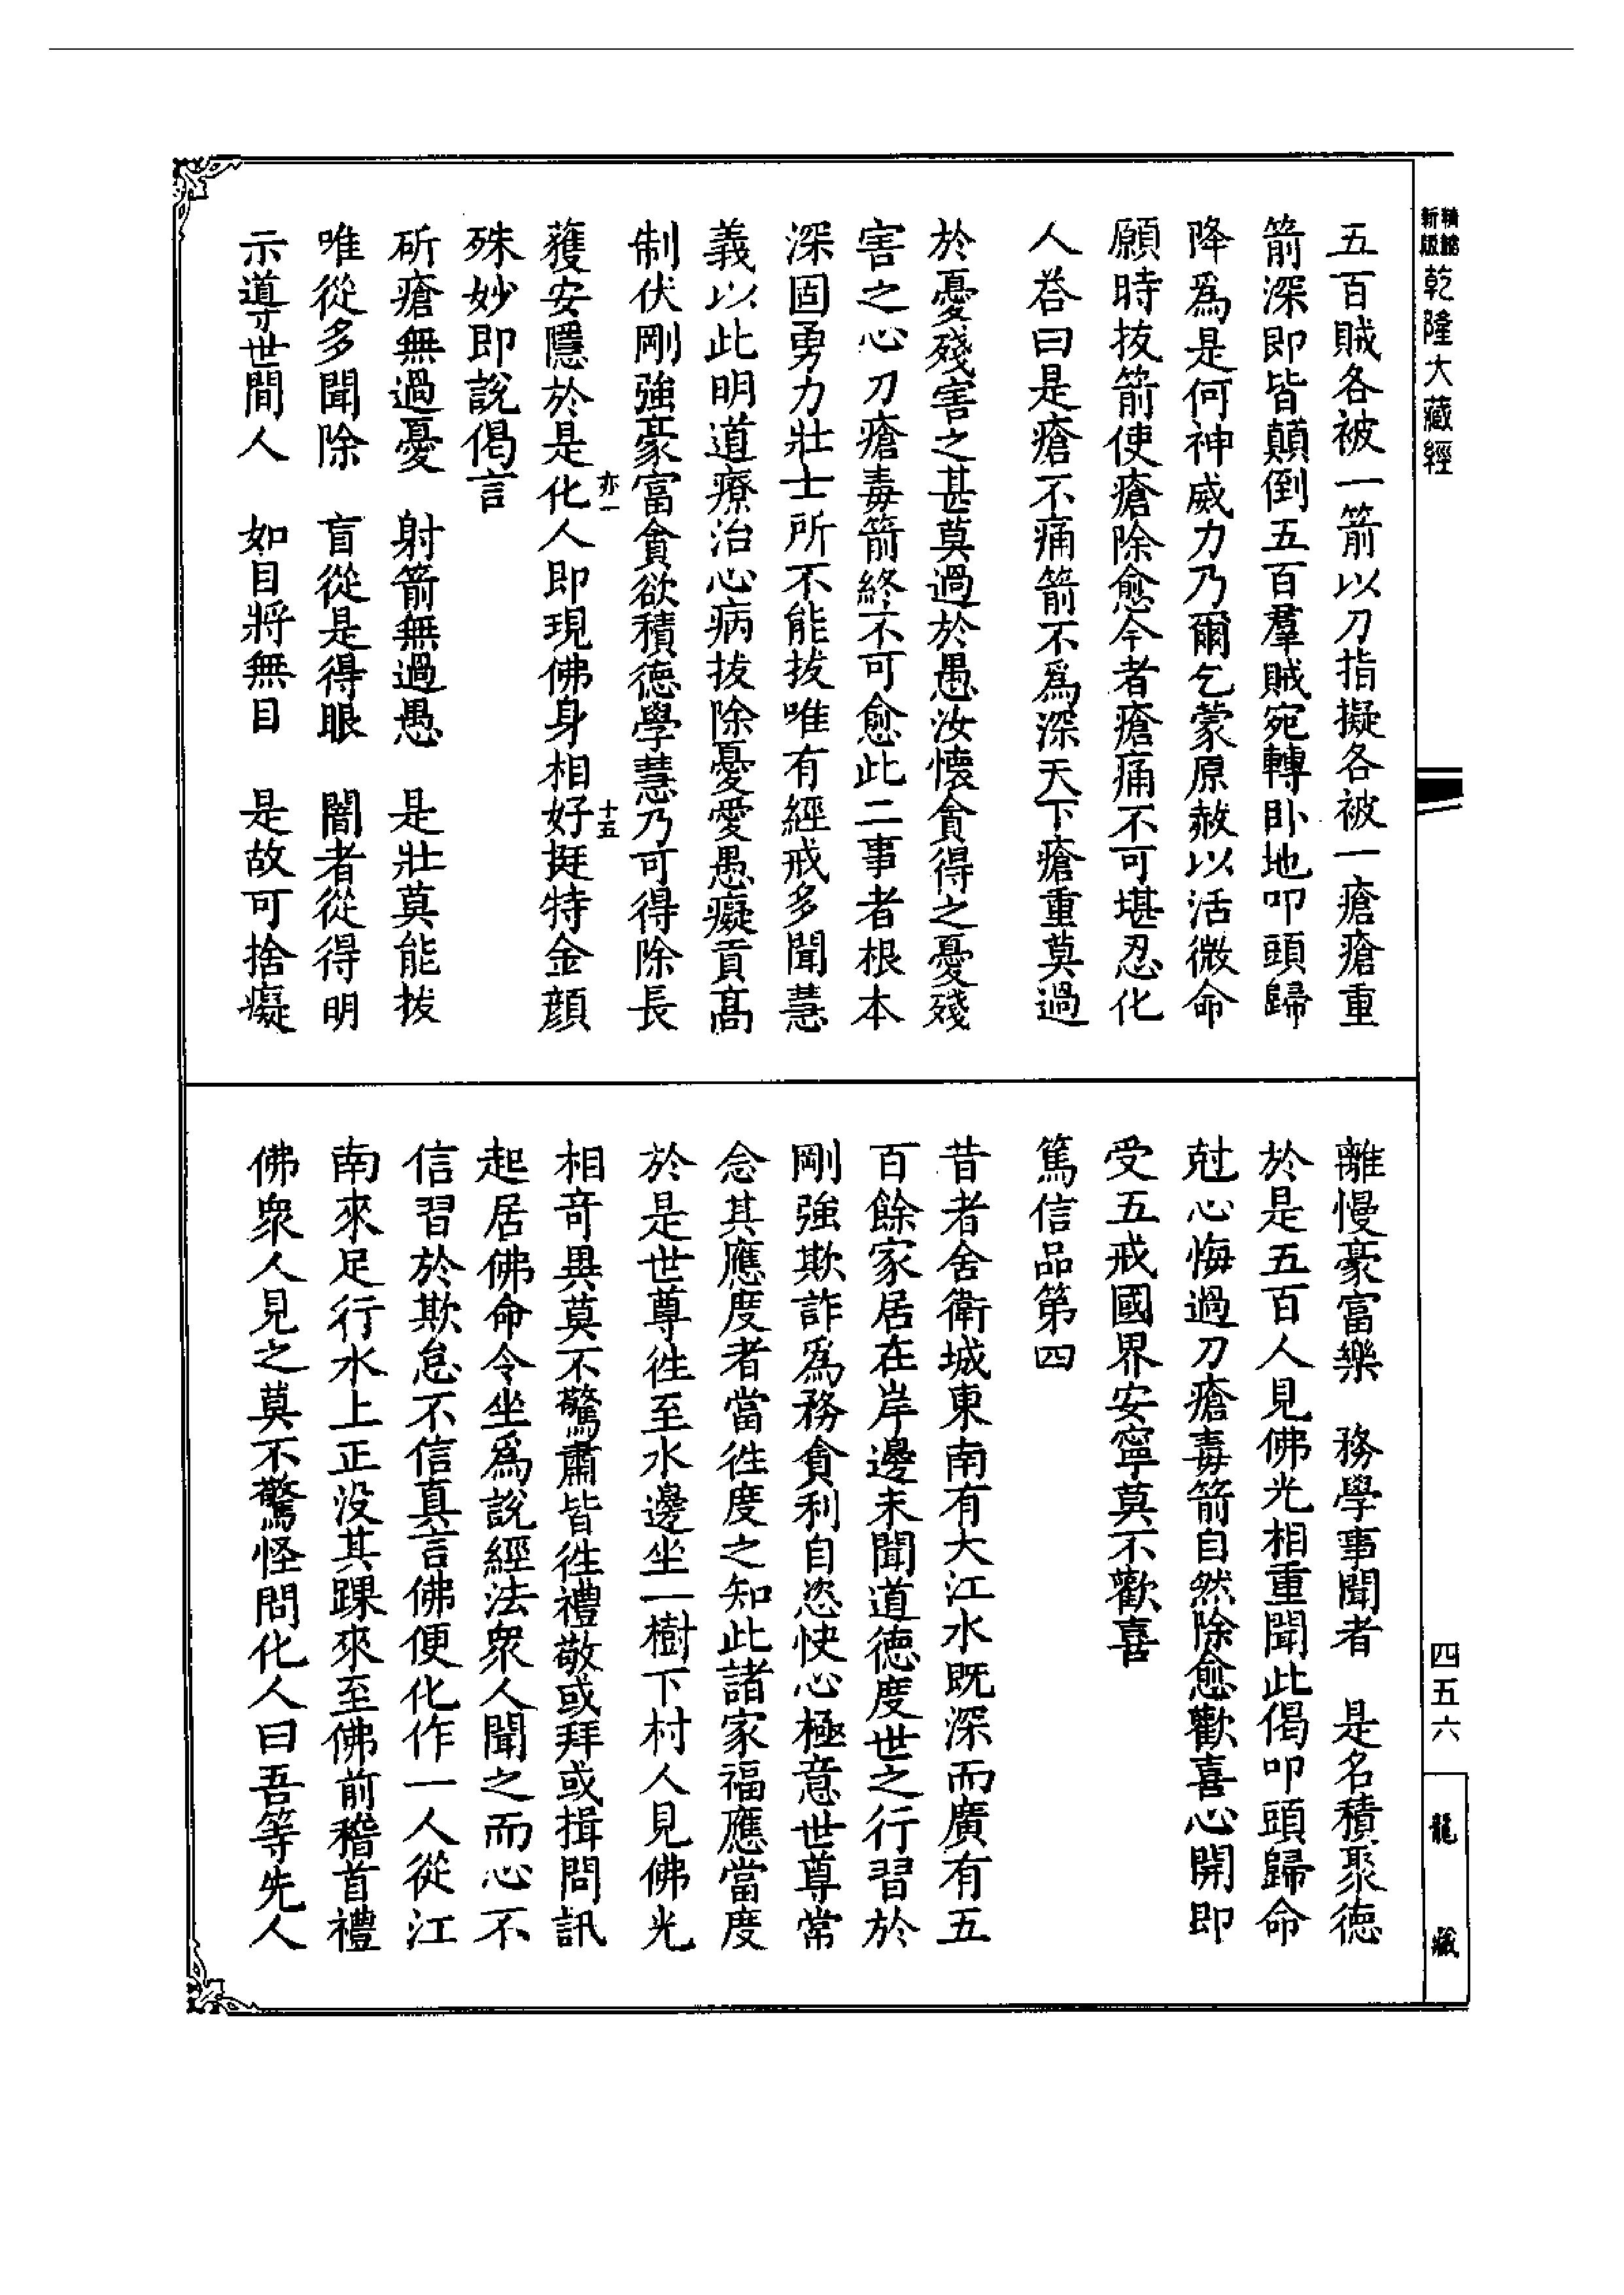 新版
精縮
乾隆大藏經
五百賊各被一箭以刀指擬各被一瘡瘡重
箭深即皆顛倒五百羣賊宛轉卧地叩頭歸
降爲是何神威力乃爾乞蒙原赦以活微命
願時拔箭使瘡除愈今者瘡痛不可堪忍化
人荅曰是瘡不痛箭不爲深天下瘡重莫過
於憂殘害之甚莫過於愚汝懷貪得之憂殘
害之心刀瘡毒箭終不可愈此二事者根本
深固勇力壯士所不能拔唯有經戒多聞慧
義以此明道療治心病拔除憂愛愚癡貢高
制伏剛強豪富貪欲積德學慧乃可得除長
亦一
十五
䕶安隱於是化人即現佛身相好挺特金顔
殊妙即說偈言
斫瘡無過憂　射箭無過愚　是壯莫能拔
唯從多聞除　盲從是得眼　闇者從得明
示導世間人　如目將無目　是故可捨癡
離慢豪富樂　務學事聞者　是名積聚德
於是五百人見佛光相重聞此偈叩頭歸命
尅心悔過刀瘡毒箭自然除愈歡喜心開即
受五戒國界安寧莫不歡喜
篤信品第四
昔者舍衛城東南有大江水既深而廣有五
百餘家居在岸邊未聞道德度世之行習於
剛強欺詐爲務貪利自恣快心極意世尊常
念其應度者當徃度之知此諸家福應當度
於是世尊徃至水邊坐一樹下村人見佛光
相竒異莫不驚肅皆徃禮敬或拜或揖問訊
起居佛命令坐爲說經法衆人聞之而心不
信習於欺怠不信真言佛便化作一人從江
南來足行水上正沒其踝來至佛前稽首禮
佛衆人見之莫不驚怪問化人曰吾等先人
四五六
龍藏